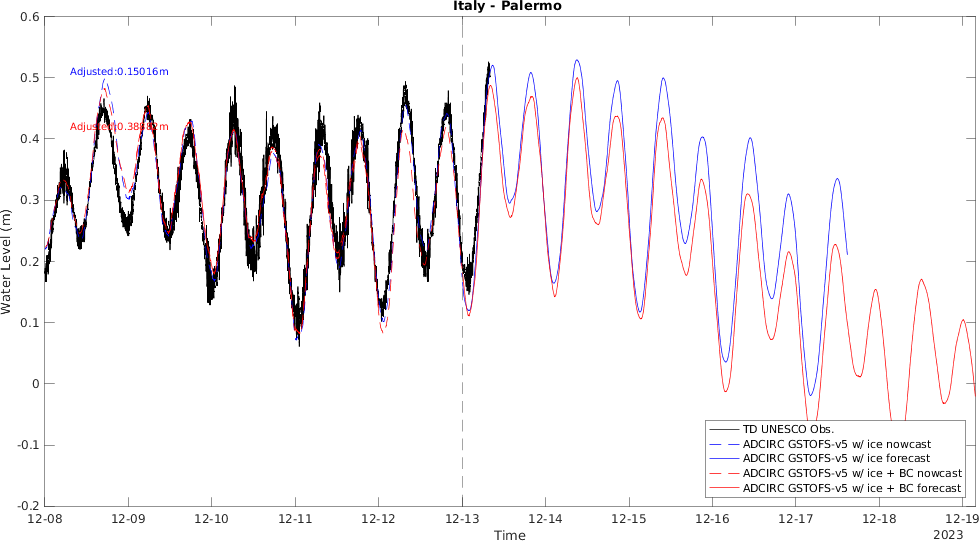 Italy - Palermo
0.6
0.5
0.4
0.3
0.2
0.1
0
-0.1
-0.2
Water Level (m)
Adjusted:0.15016m
TD UNESCO Obs.
ADCIRC GSTOFS-v5 w/ ice nowcast
ADCIRC GSTOFS-v5 w/ ice forecast
ADCIRC GSTOFS-v5 w/ ice + BC nowcast
ADCIRC GSTOFS-v5 w/ ice + BC forecast
12-08 12-09 12-10 12-11 12-12 12-13 12-14 12-15 12-16 12-17 12-18 12-19
Time
2023